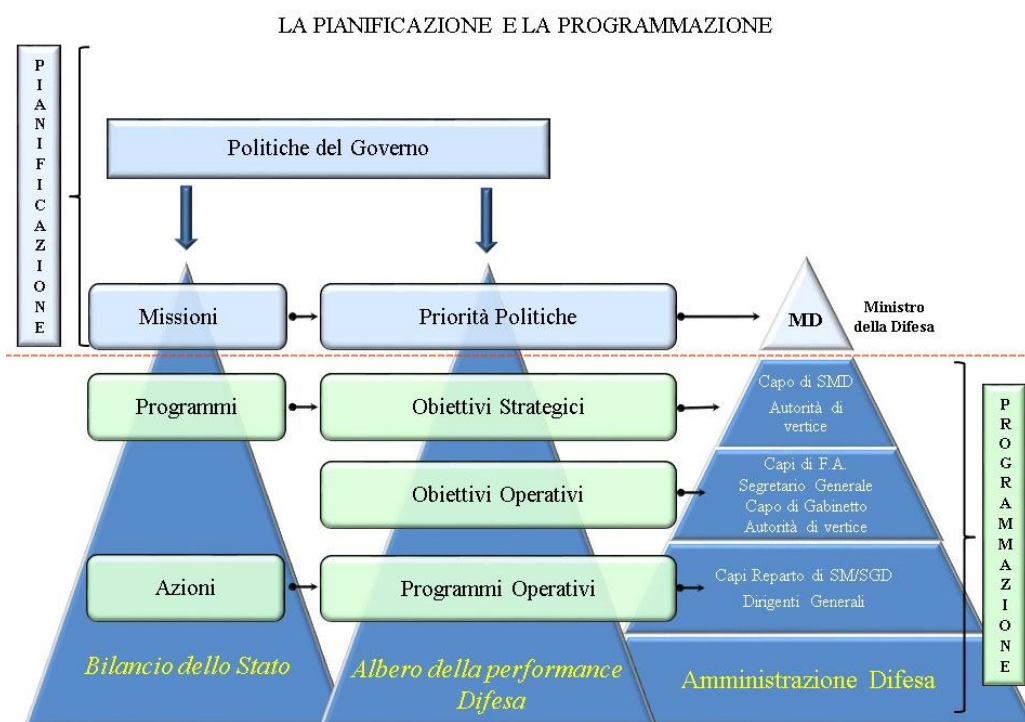 LA PIANIFICAZIONE E LA PROGRAMMAZIONE
PIANIFICAZIONE
Politiche del Governo
Missioni
Priorità Politiche
MD
Ministro
della Difesa
Programmi
Obiettivi Strategici
Capo di SMD
Autorità di
vertice
Obiettivi Operativi
Capi di F.A.
Segretario Generale
Capo di Gabinetto
Autorità di vertice
Azioni
Programmi Operativi
Capi Reparto di SM/SGD
Dirigenti Generali
PROGRAMMAZIONE
Bilancio dello Stato
Albero della performance
Difesa
Amministrazione Difesa